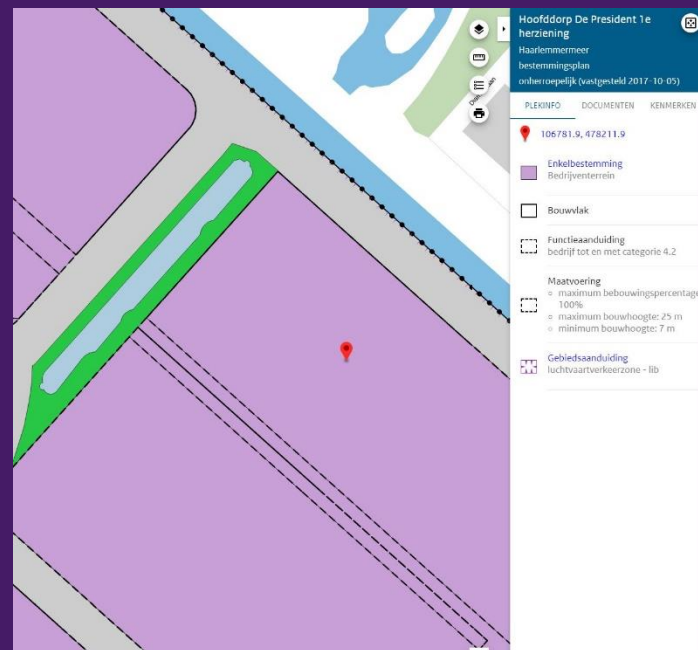 Hoofddorp De President 1e
herziening
Haarlemmermeer
bestemmingsplan
onherroepelijk (vastgesteld 2017-10-05)
PLEKINFO DOCUMENTEN KENMERKEN
106781.9, 478211.9
Enkelbestemming
Bedrijventerrein
Bouwvlak
Functieaanduiding
bedrijf tot en met categorie 4.2
Maatvoering
maximum bebouwingspercentage
100%
maximum bouwhoogte: 25 m
minimum bouwhoogte: 7 m
Gebiedsaanduiding
luchtvaartverkeerzone - lib